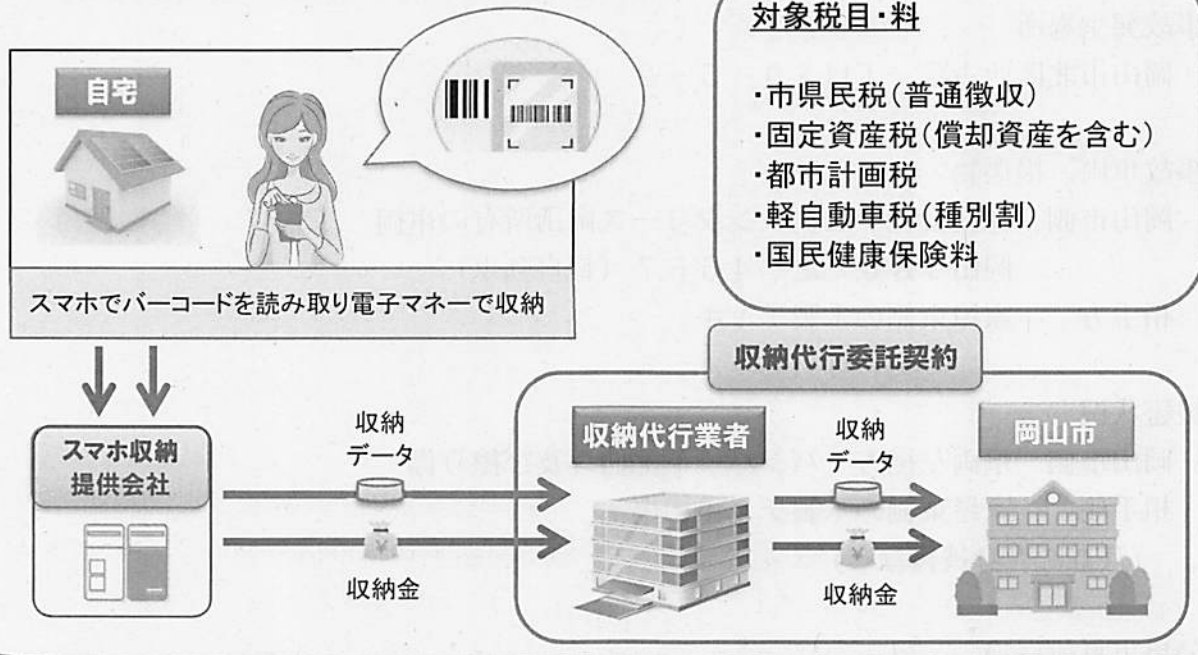 自宅
スマホでバーコードを読み取り電子マネーで収納
対象税目・料
・市県民税(普通徴収)
・固定資産税(償却資産を含む)
・都市計画税
・軽自動車税(種別割)
・国民健康保険料
収納代行委託契約
スマホ収納
提供会社
収納
データ
¥
収納金
収納代行業者
収納
データ
¥
収納金
岡山市